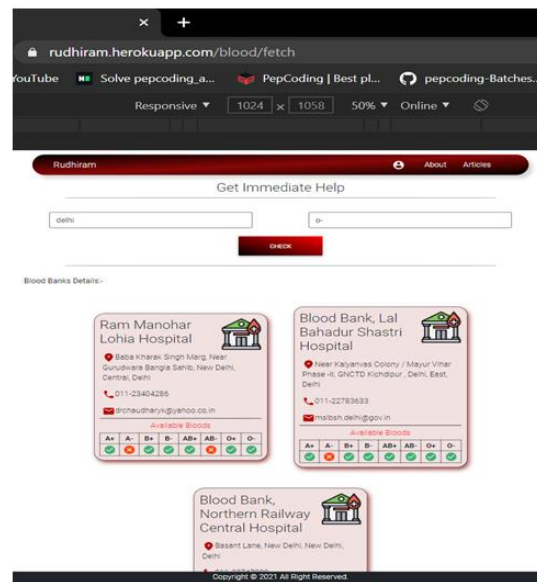 × +
rudhiram.herokuapp.com/blood/fetch
YouTube Solve pepcoding_a... PepCoding | Best pl... pepcoding-Batches...
Responsive ▼ 1024 × 1058 50% ▼ Online ▼
Rudhiram About Articles
Get Immediate Help
delhi o-
CHECK
Blood Banks Details:-
Ram Manohar
Lohia Hospital
Baba Kharak Singh Marg, Near
Gurudwara Bangla Sahib, New Delhi,
Central, Delhi
011-23404286
drchaudharyk@yahoo.co.in
Available Bloods
A+ A- B+ B- AB+ AB- O+ O-
Blood Bank, Lal
Bahadur Shastri
Hospital
Near Kalyanvas Colony / Mayur Vihar
Phase -II, GNCTD Kichdipur , Delhi, East,
Delhi
011-22783633
mslbsh.delhi@gov.in
Available Bloods
A+ A- B+ B- AB+ AB- O+ O-
Blood Bank,
Northern Railway
Central Hospital
Basant Lane, New Delhi, New Delhi,
Delhi
Copyright © 2021 All Right Reserved.